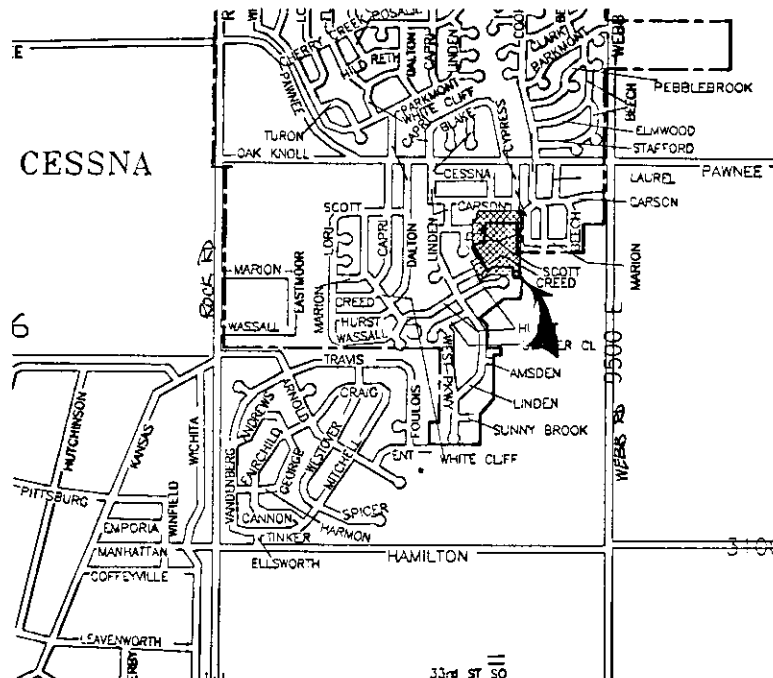 CHERRY CREEK
ROSALE
DALTON
CAPRI
LINDEN
CLARK
PARKMONT
WEBB
PAWNEE
HILD RETH
PEBBLEBROOK
BEECH
PARKMONT
WHITE CLIFF
CAPRI
BLAKE
CYPRESS
ELMWOOD
TURON
STAFFORD
OAK KNOLL
CESSNA
CESSNA
LAUREL
PAWNEE
SCOTT
CARSON
CARSON
LORI
CAPRI
DALTON
LINDEN
BEECH
MARION
ROCK RD
MARION
EASTMOOR
SCOTT
CREED
MARION
CREED
6
WASSALL
HURST
WASSALL
9500 E
TRAVIS
WEST PKWY
AMSDEN
HUTCHINSON
KANSAS
WICHITA
ANDREWS
ARNOLD
CRAIG
FOULOIS
LINDEN
SUNNY BROOK
WEBB RD
FAIRCHILD
GEORGE
WESTOVER
MITCHELL
ENT
WHITE CLIFF
PITTSBURG
WINFIELD
VANDENBERG
EMPORIA
CANNON
SPICER
HARMON
MANHATTAN
TINKER
HAMILTON
COFFEYVILLE
ELLSWORTH
LEAVENWORTH
33rd ST SO